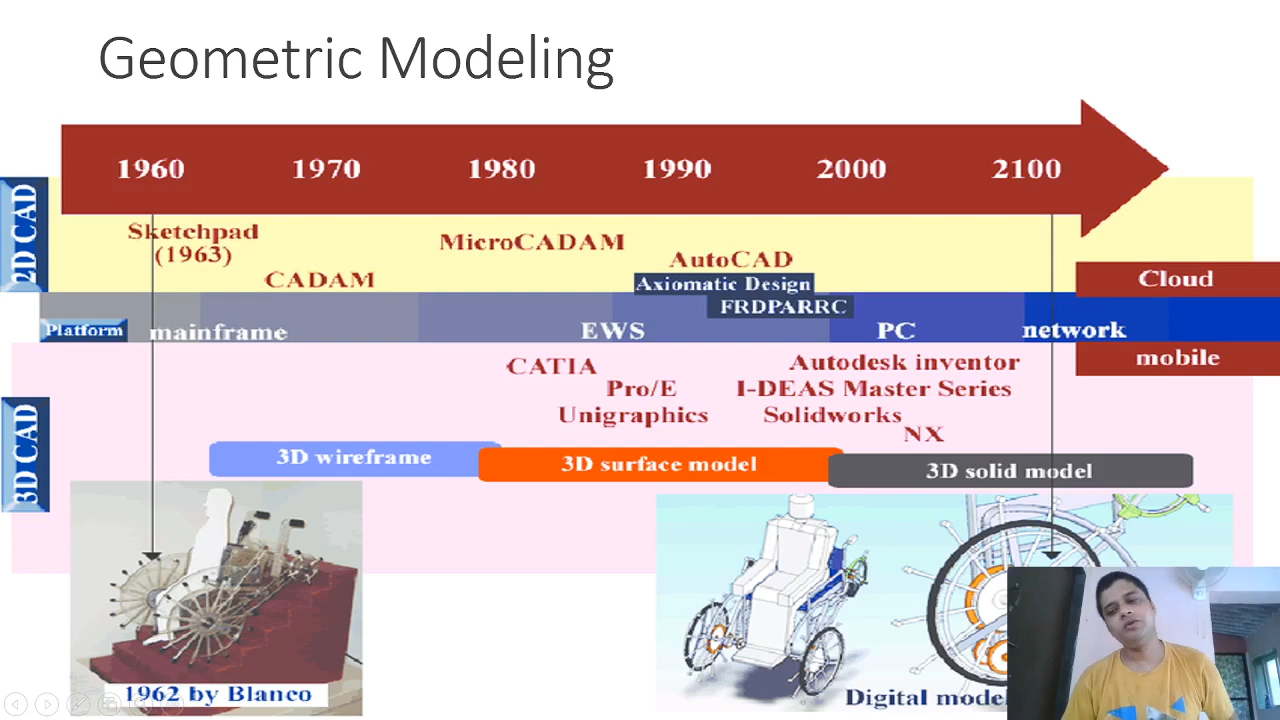 Geometric Modeling
1960 1970 1980 1990 2000 2100
2D CAD
Sketchpad
(1963)
CADAM
MicroCADAM
AutoCAD
Axiomatic Design
FRDPARRC
Cloud
Platform
mainframe
EWS
PC
network
mobile
3D CAD
CATIA
Pro/E
Unigraphics
Autodesk inventor
I-DEAS Master Series
Solidworks
NX
3D wireframe
3D surface model
3D solid model
1962 by Blanco
Digital model